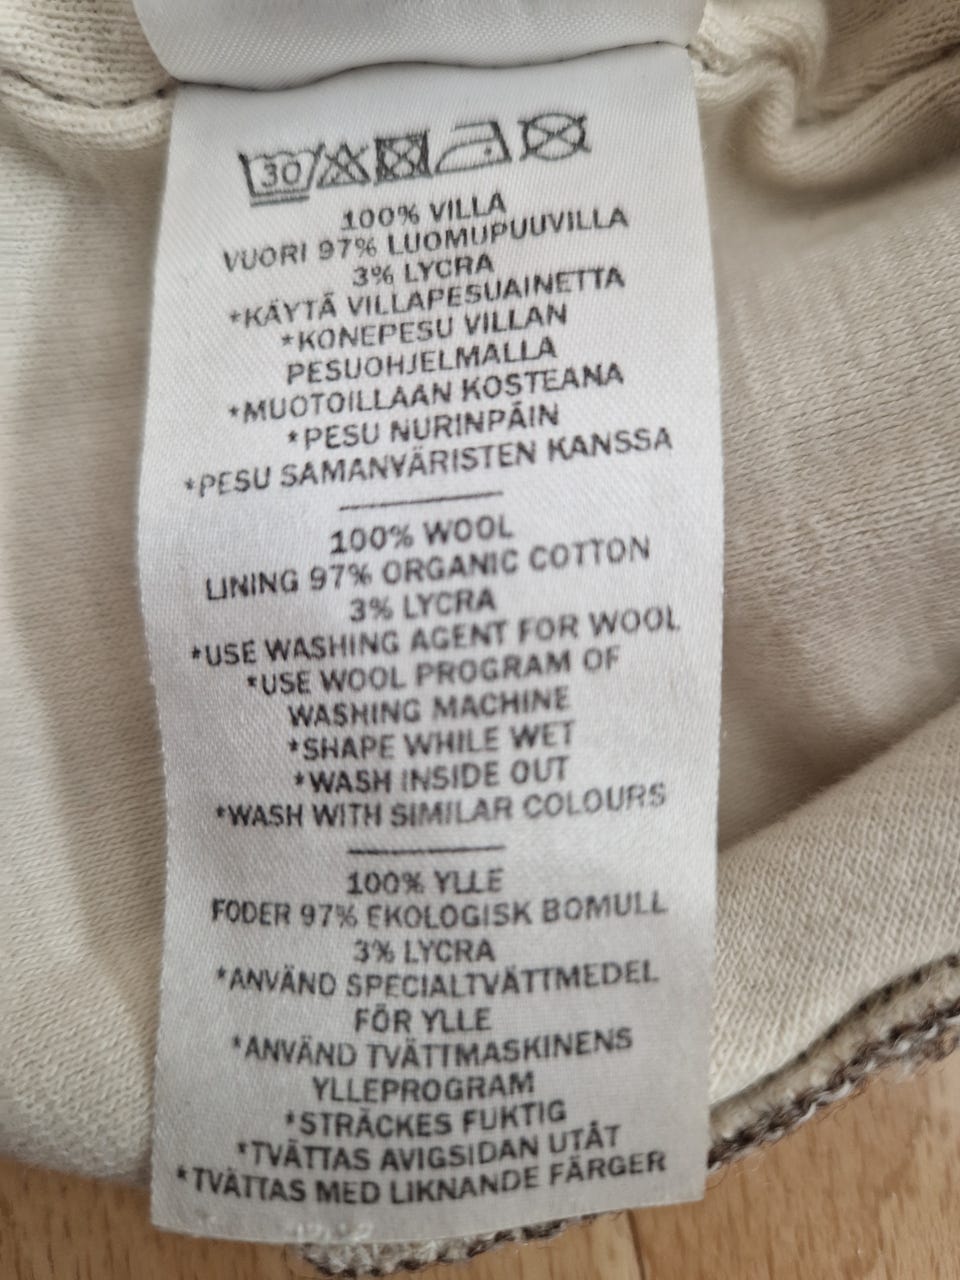 30
100% VILLA
VUORI 97% LUOMUPUUVILLA
3% LYCRA
*KÄYTÄ VILLAPESUAINETTA
*KONEPESU VILLAN
PESUOHJELMALLA
*MUOTOILLAAN KOSTEANA
*PESU NURINPÄIN
*PESU SAMANVÄRISTEN KANSSA
100% WOOL
LINING 97% ORGANIC COTTON
3% LYCRA
*USE WASHING AGENT FOR WOOL
*USE WOOL PROGRAM OF
WASHING MACHINE
*SHAPE WHILE WET
*WASH INSIDE OUT
*WASH WITH SIMILAR COLOURS
100% YLLE
FODER 97% EKOLOGISK BOMULL
3% LYCRA
*ANVÄND SPECIALTVÄTTMEDEL
FÖR YLLE
*ANVÄND TVÄTTMASKINENS
YLLEPROGRAM
*STRÄCKES FUKTIG
*TVÄTTAS AVIGSIDAN UTÅT
*TVÄTTAS MED LIKNANDE FÄRGER